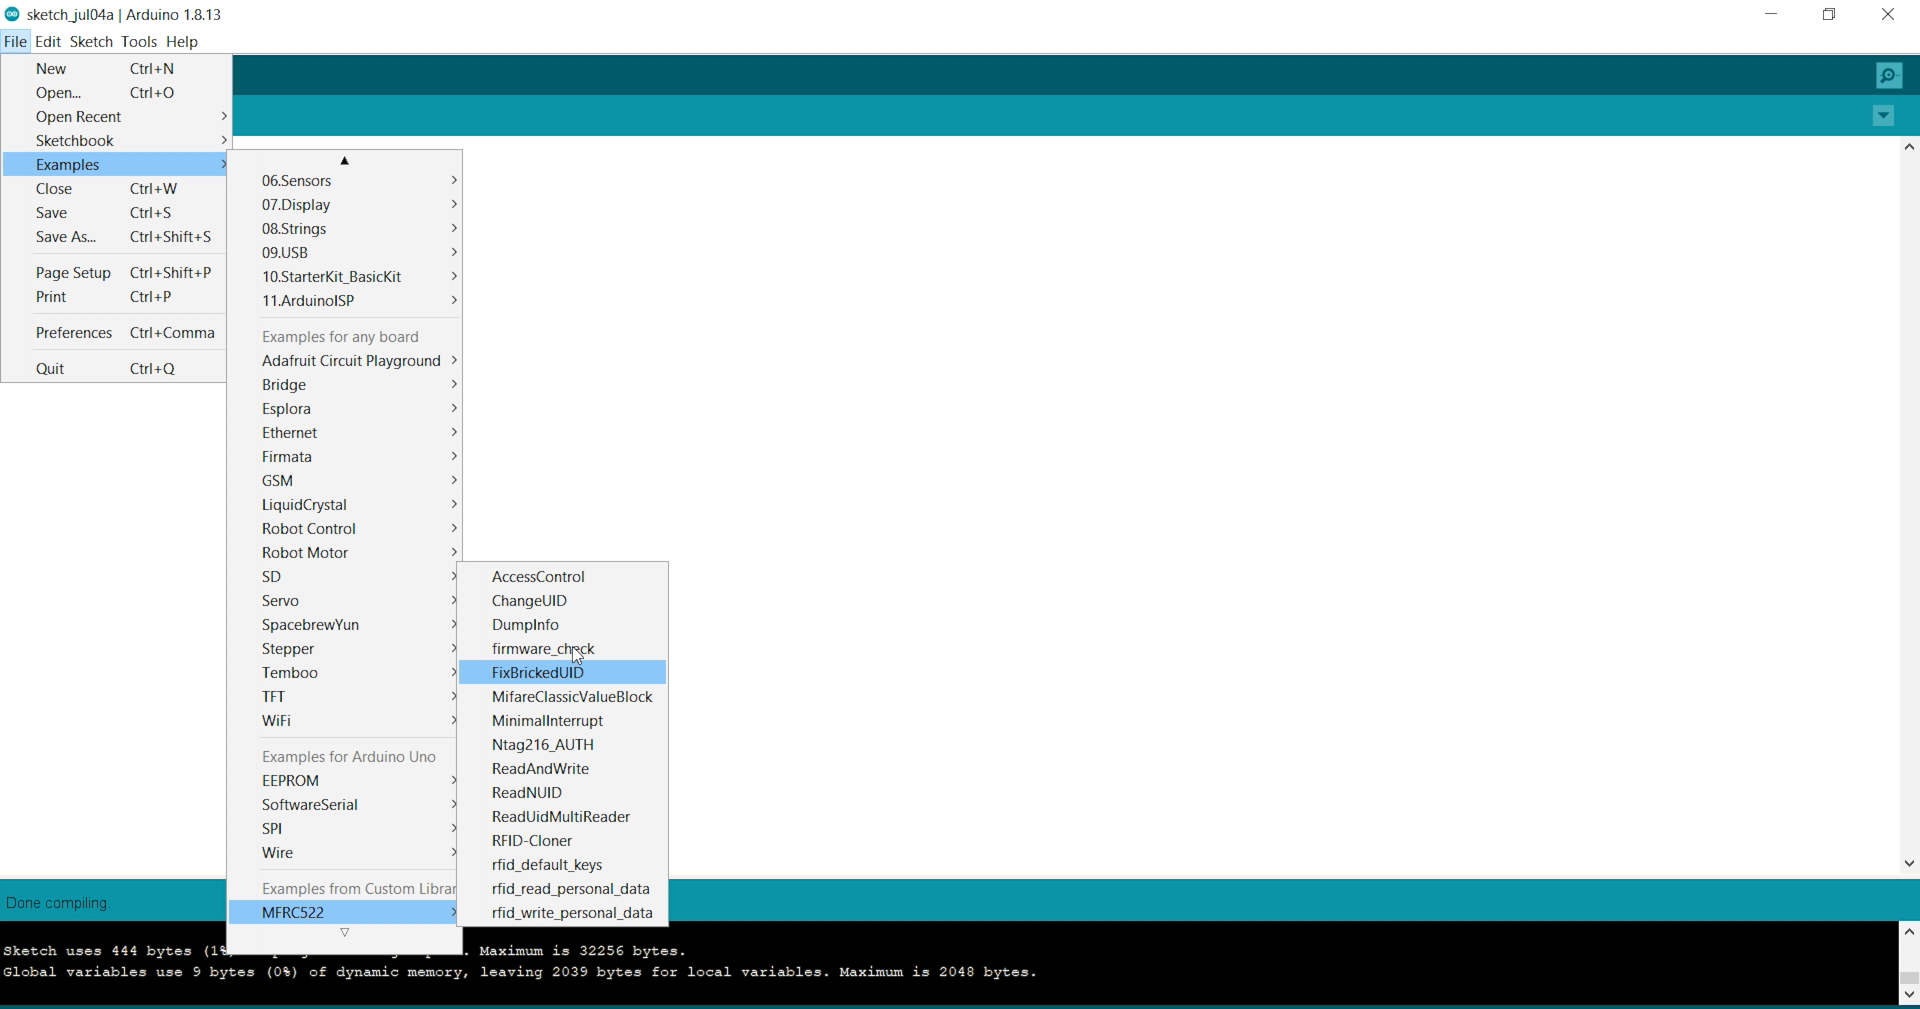 sketch_jul04a | Arduino 1.8.13
File Edit Sketch Tools Help
New Ctrl+N
Open... Ctrl+O
Open Recent
Sketchbook
Examples
Close Ctrl+W
Save Ctrl+S
Save As... Ctrl+Shift+S
Page Setup Ctrl+Shift+P
Print Ctrl+P
Preferences Ctrl+Comma
Quit Ctrl+Q
06.Sensors
07.Display
08.Strings
09.USB
10.StarterKit_BasicKit
11.ArduinoISP
Examples for any board
Adafruit Circuit Playground
Bridge
Esplora
Ethernet
Firmata
GSM
LiquidCrystal
Robot Control
Robot Motor
SD
Servo
SpacebrewYun
Stepper
Temboo
TFT
WiFi
Examples for Arduino Uno
EEPROM
SoftwareSerial
SPI
Wire
Examples from Custom Librar
MFRC522
AccessControl
ChangeUID
DumpInfo
firmware_check
FixBrickedUID
MifareClassicValueBlock
MinimalInterrupt
Ntag216_AUTH
ReadAndWrite
ReadNUID
ReadUidMultiReader
RFID-Cloner
rfid_default_keys
rfid_read_personal_data
rfid_write_personal_data
Done compiling.
Sketch uses 444 bytes (1% . Maximum is 32256 bytes.
Global variables use 9 bytes (0%) of dynamic memory, leaving 2039 bytes for local variables. Maximum is 2048 bytes.